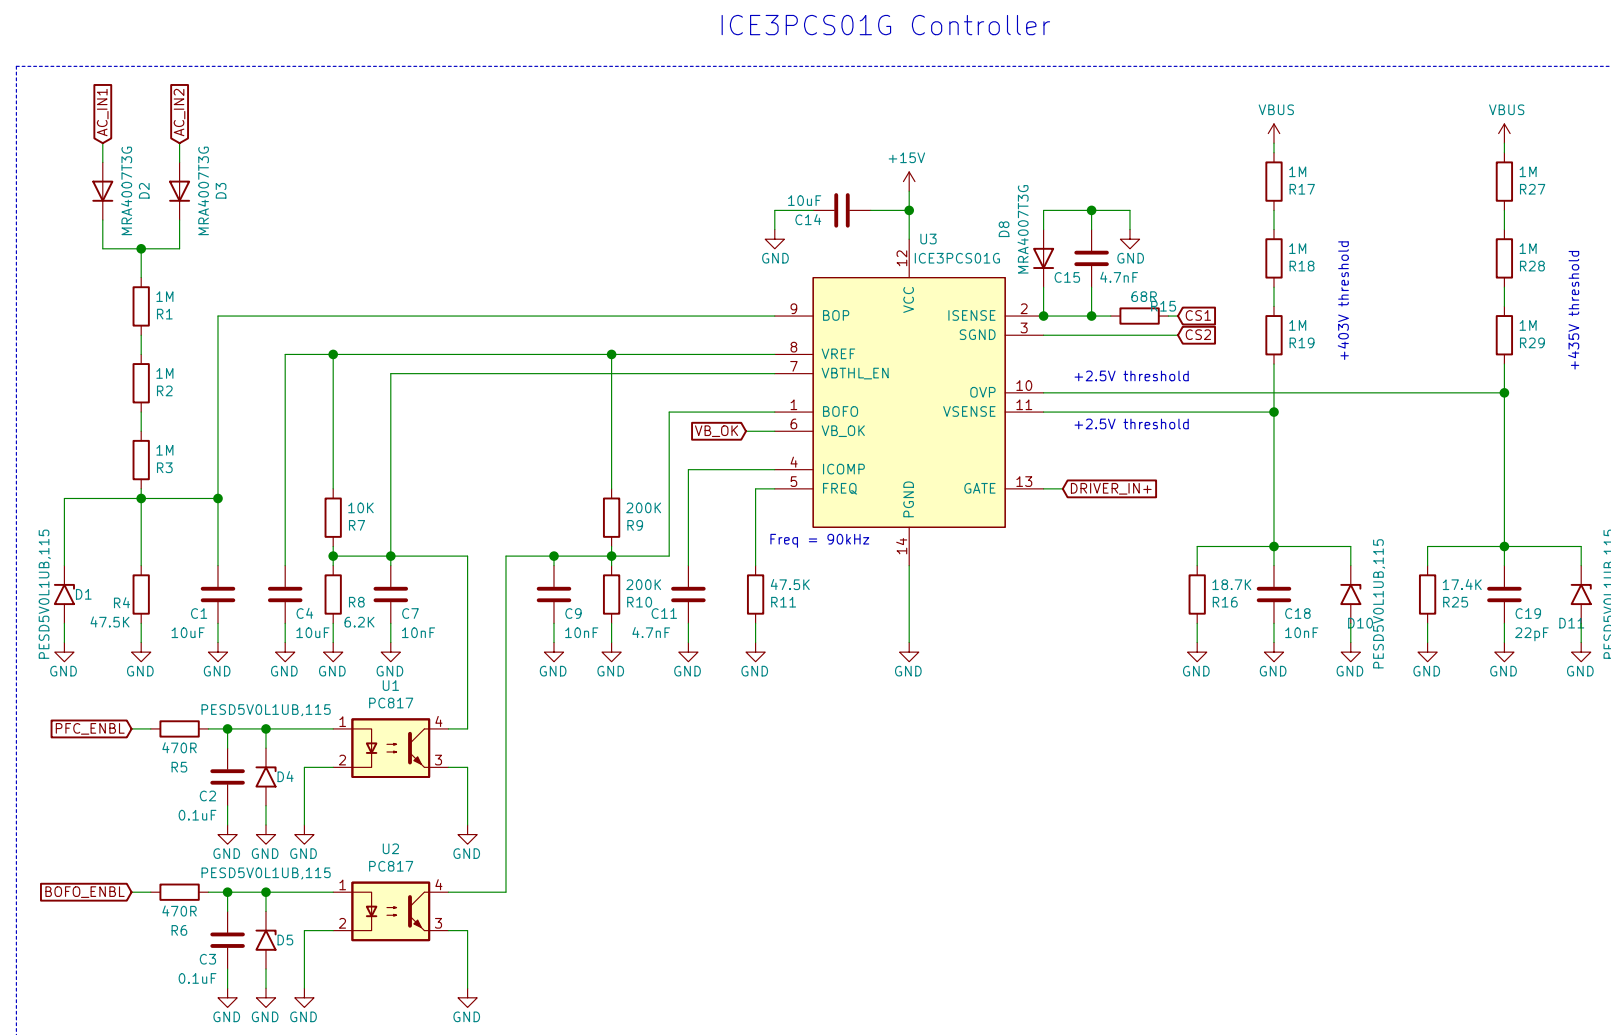 ICE3PCS01G Controller
AC_IN1
AC_IN2
MRA4007T3G
D2
MRA4007T3G
D3
1M
R1
1M
R2
1M
R3
PESD5V0L1UB,115
D1
R4
47.5K
C1
10uF
C4
10uF
10K
R7
R8
6.2K
C7
10nF
C9
10nF
200K
R9
200K
R10
C11
4.7nF
47.5K
R11
GND
GND
GND
GND
GND
GND
GND
GND
GND
GND
GND
+15V
10uF
C14
GND
U3
ICE3PCS01G
12
VCC
9
BOP
8
VREF
7
VBTHL_EN
1
BOFO
6
VB_OK
4
ICOMP
5
FREQ
PGND
14
ISENSE
2
SGND
3
OVP
10
VSENSE
11
GATE
13
VB_OK
Freq = 90kHz
D8
MRA4007T3G
C15
4.7nF
GND
68R
R15
CS1
CS2
+2.5V threshold
+2.5V threshold
DRIVER_IN+
VBUS
1M
R17
1M
R18
1M
R19
+403V threshold
18.7K
R16
C18
10nF
D10
PESD5V0L1UB,115
GND
GND
GND
VBUS
1M
R27
1M
R28
1M
R29
+435V threshold
17.4K
R25
C19
22pF
D11
PESD5V0L1UB,115
GND
GND
GND
PFC_ENBL
470R
R5
PESD5V0L1UB,115
C2
0.1uF
D4
U1
PC817
1
2
4
3
GND
GND
GND
GND
BOFO_ENBL
470R
R6
PESD5V0L1UB,115
C3
0.1uF
D5
U2
PC817
1
2
4
3
GND
GND
GND
GND